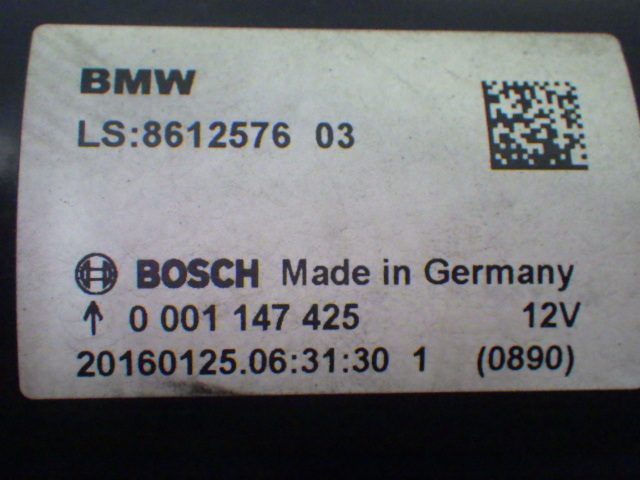 BMW
LS:8612576 03
BOSCH Made in Germany
↑ 0 001 147 425 12V
20160125.06:31:30 1 (0890)